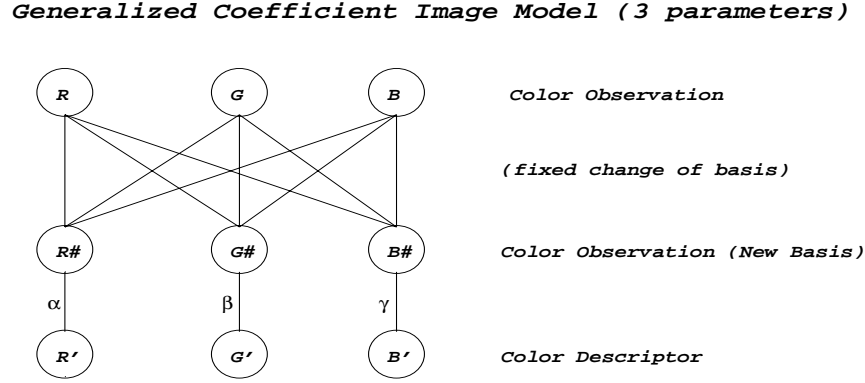 Generalized Coefficient Image Model (3 parameters)
R G B Color Observation
(fixed change of basis)
R# G# B# Color Observation (New Basis)
α β γ
R′ G′ B′ Color Descriptor